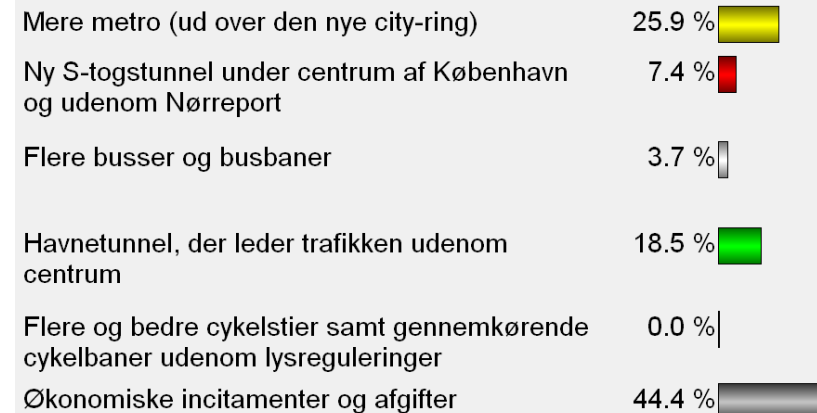 Mere metro (ud over den nye city-ring) 25.9 %
Ny S-togstunnel under centrum af København 7.4 %
og udenom Nørreport
Flere busser og busbaner 3.7 %
Havnetunnel, der leder trafikken udenom 18.5 %
centrum
Flere og bedre cykelstier samt gennemkørende 0.0 %
cykelbaner udenom lysreguleringer
Økonomiske incitamenter og afgifter 44.4 %